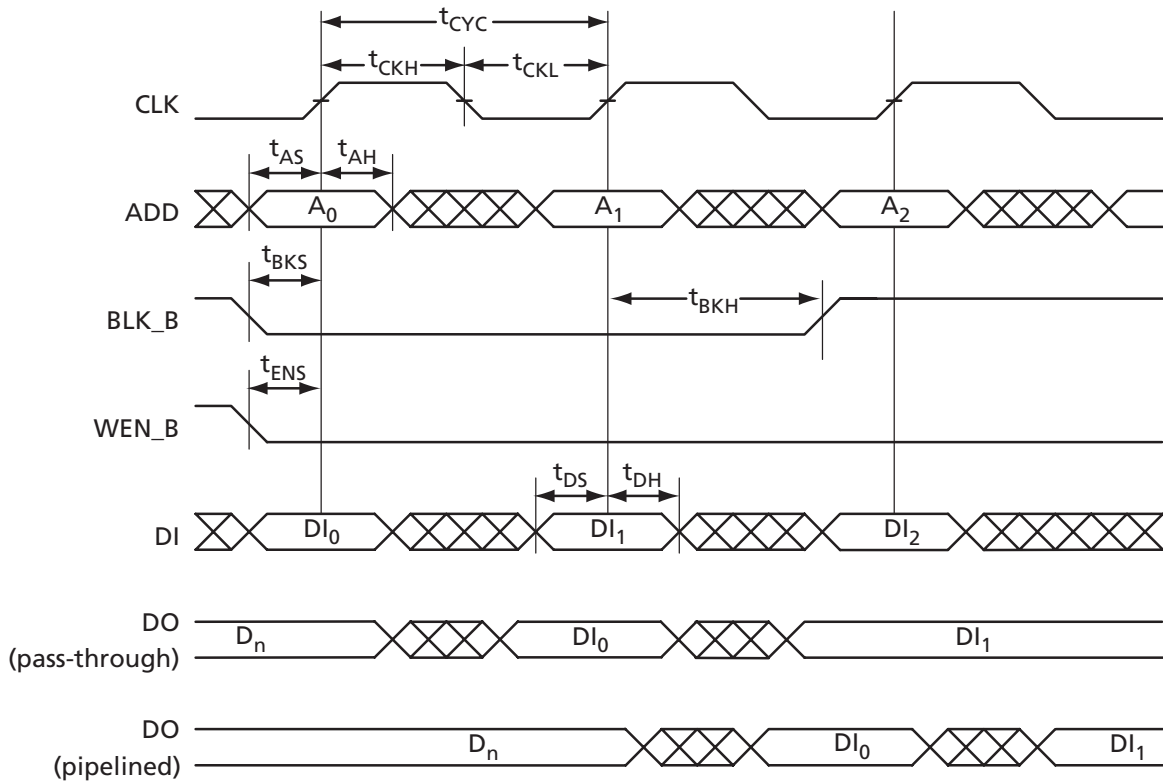 tCYC
tCKH tCKL
CLK
tAS tAH
ADD A0 A1 A2
tBKS
tBKH
BLK_B
tENS
WEN_B
tDS tDH
DI DI0 DI1 DI2
DO
(pass-through) Dn DI0 DI1
DO
(pipelined) Dn DI0 DI1